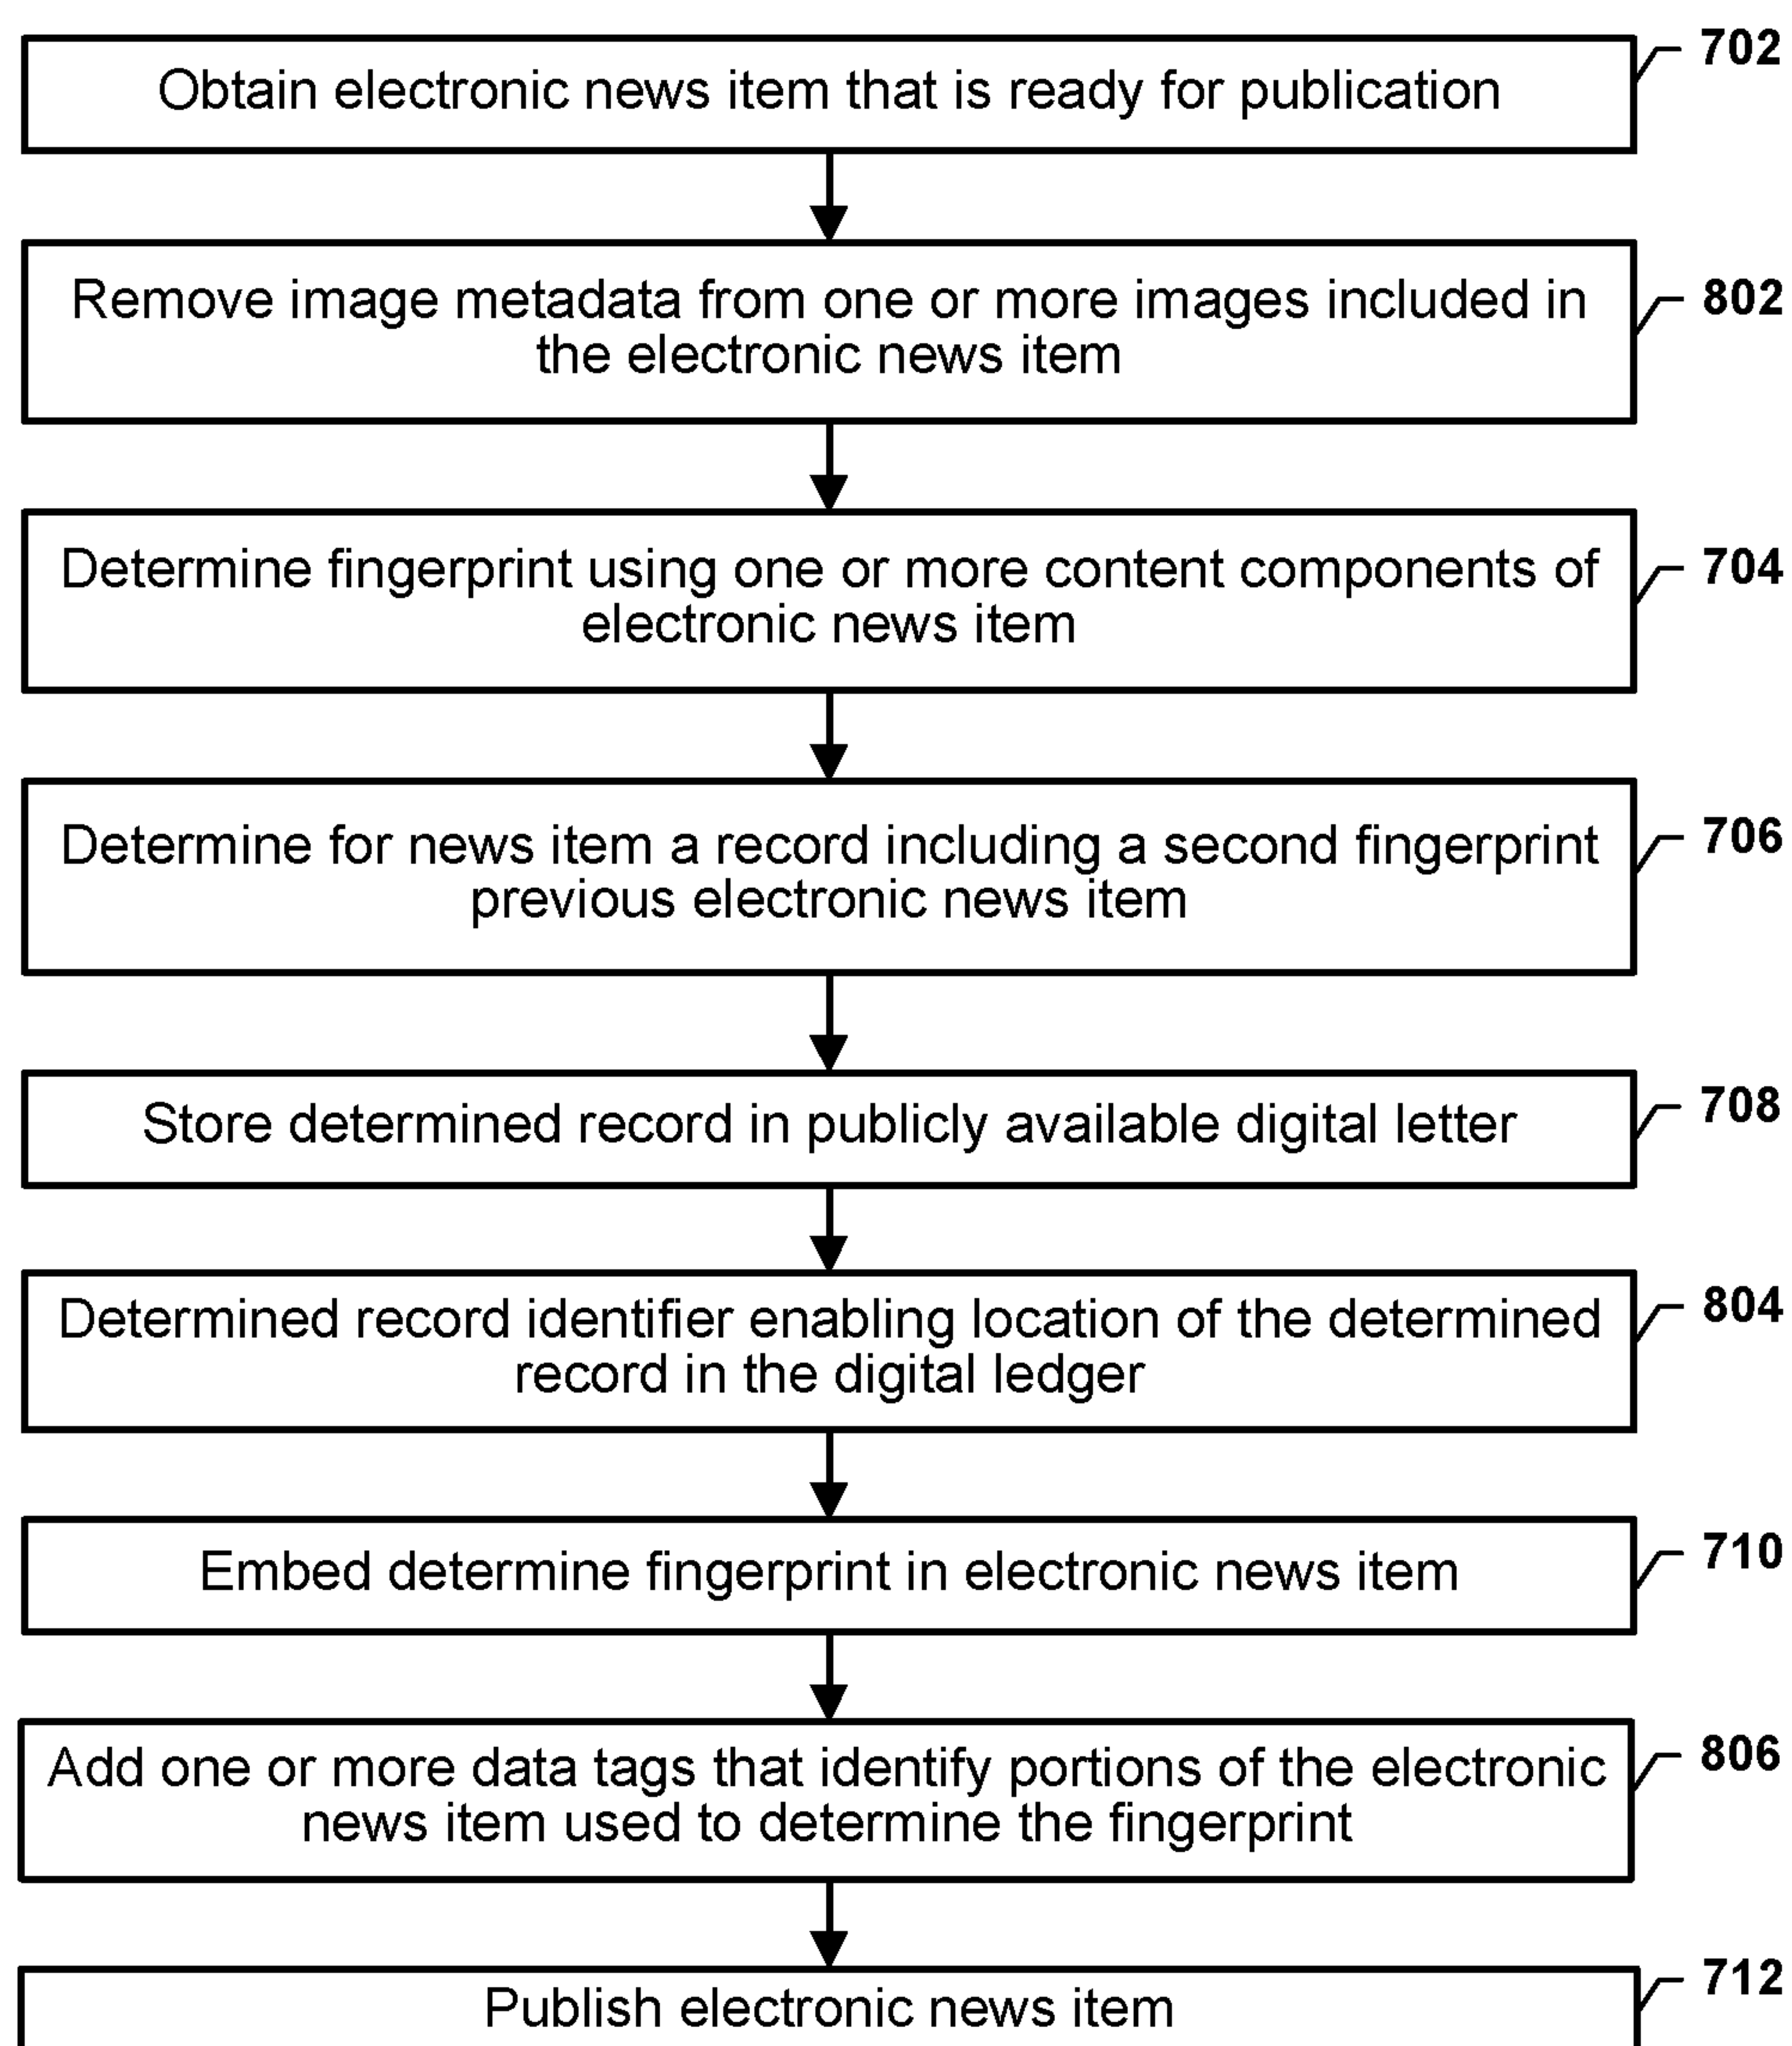 702
Obtain electronic news item that is ready for publication
Remove image metadata from one or more images included in
the electronic news item
802
Determine fingerprint using one or more content components of
electronic news item
704
Determine for news item a record including a second fingerprint
previous electronic news item
706
Store determined record in publicly available digital letter
708
Determined record identifier enabling location of the determined
record in the digital ledger
804
Embed determine fingerprint in electronic news item
710
Add one or more data tags that identify portions of the electronic
news item used to determine the fingerprint
806
Publish electronic news item
712